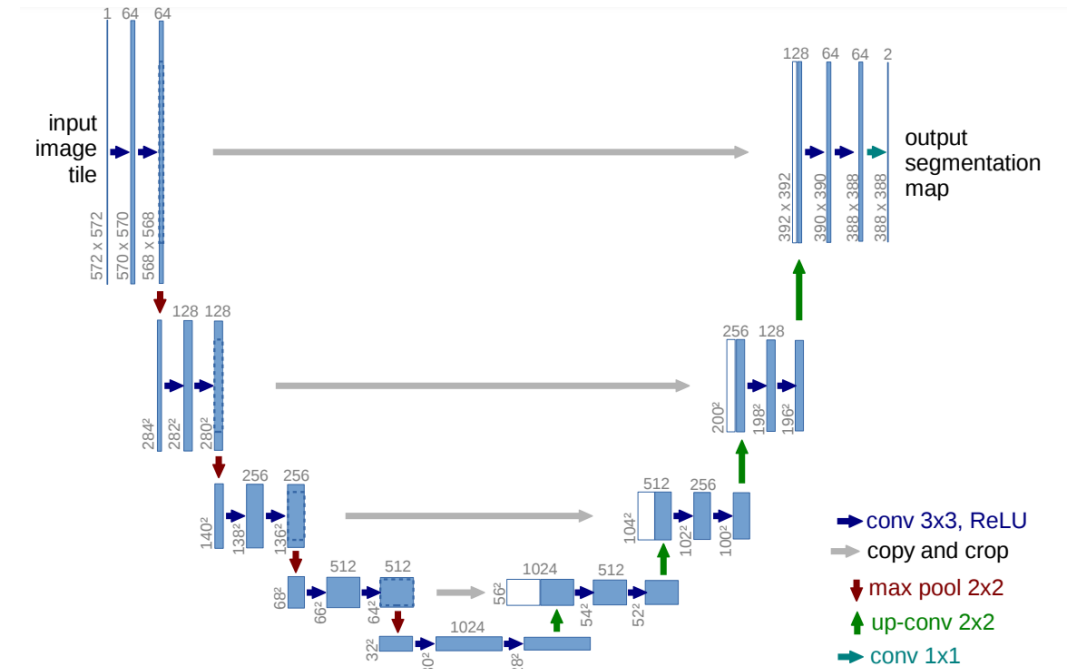 1 64 64
128 64 64 2
input
image
tile
output
segmentation
map
572 x 572
570 x 570
568 x 568
392 x 392
390 x 390
388 x 388
388 x 388
128 128
256 128
284²
282²
280²
200²
198²
196²
256 256
512 256
140²
138²
136²
104²
102²
100²
512 512
1024 512
68²
66²
64²
56²
54²
52²
1024
32²
conv 3x3, ReLU
copy and crop
max pool 2x2
up-conv 2x2
conv 1x1